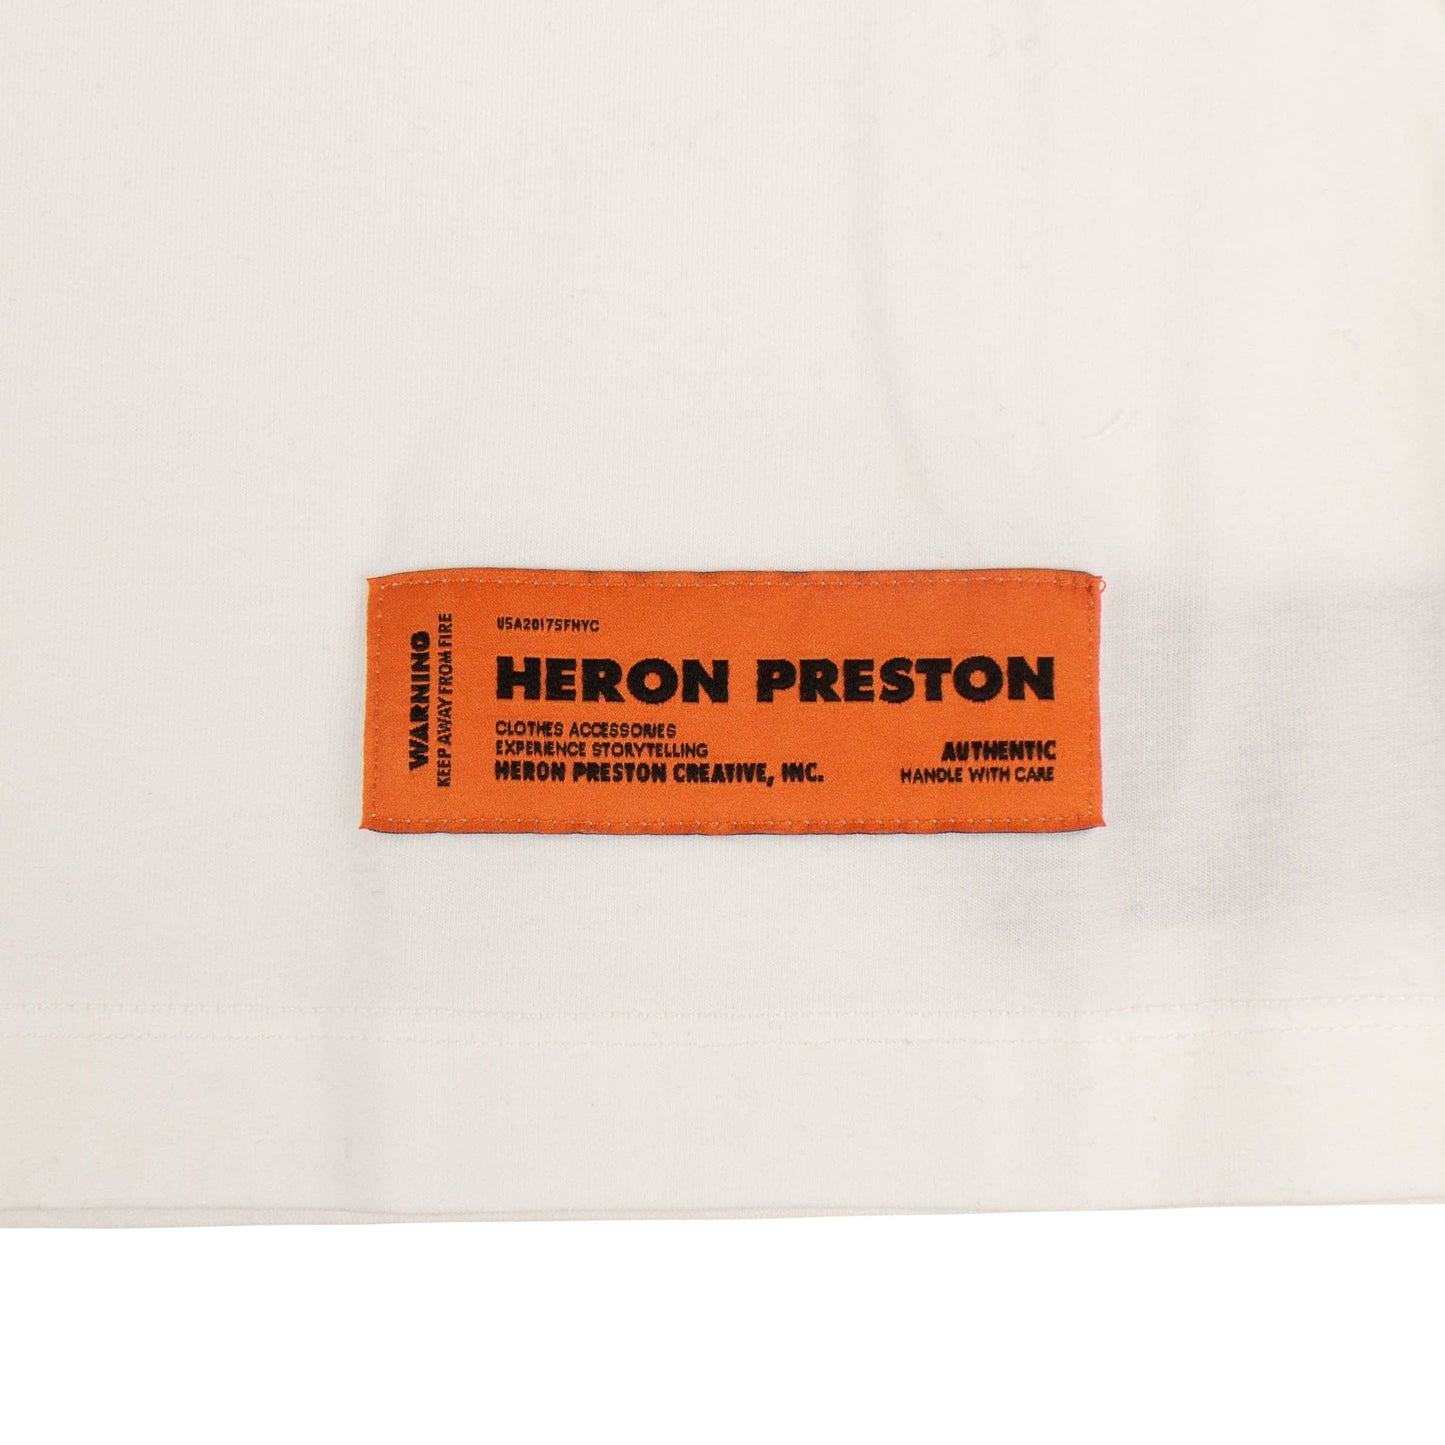 WARNING
KEEP AWAY FROM FIRE
USA2017SFNYC
HERON PRESTON
CLOTHES ACCESSORIES
EXPERIENCE STORYTELLING
HERON PRESTON CREATIVE, INC.
AUTHENTIC
HANDLE WITH CARE